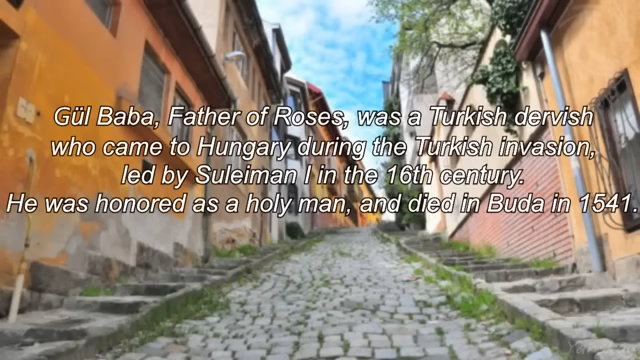 Gül Baba, Father of Roses, was a Turkish dervish
who came to Hungary during the Turkish invasion,
led by Suleiman I in the 16th century.
He was honored as a holy man, and died in Buda in 1541.